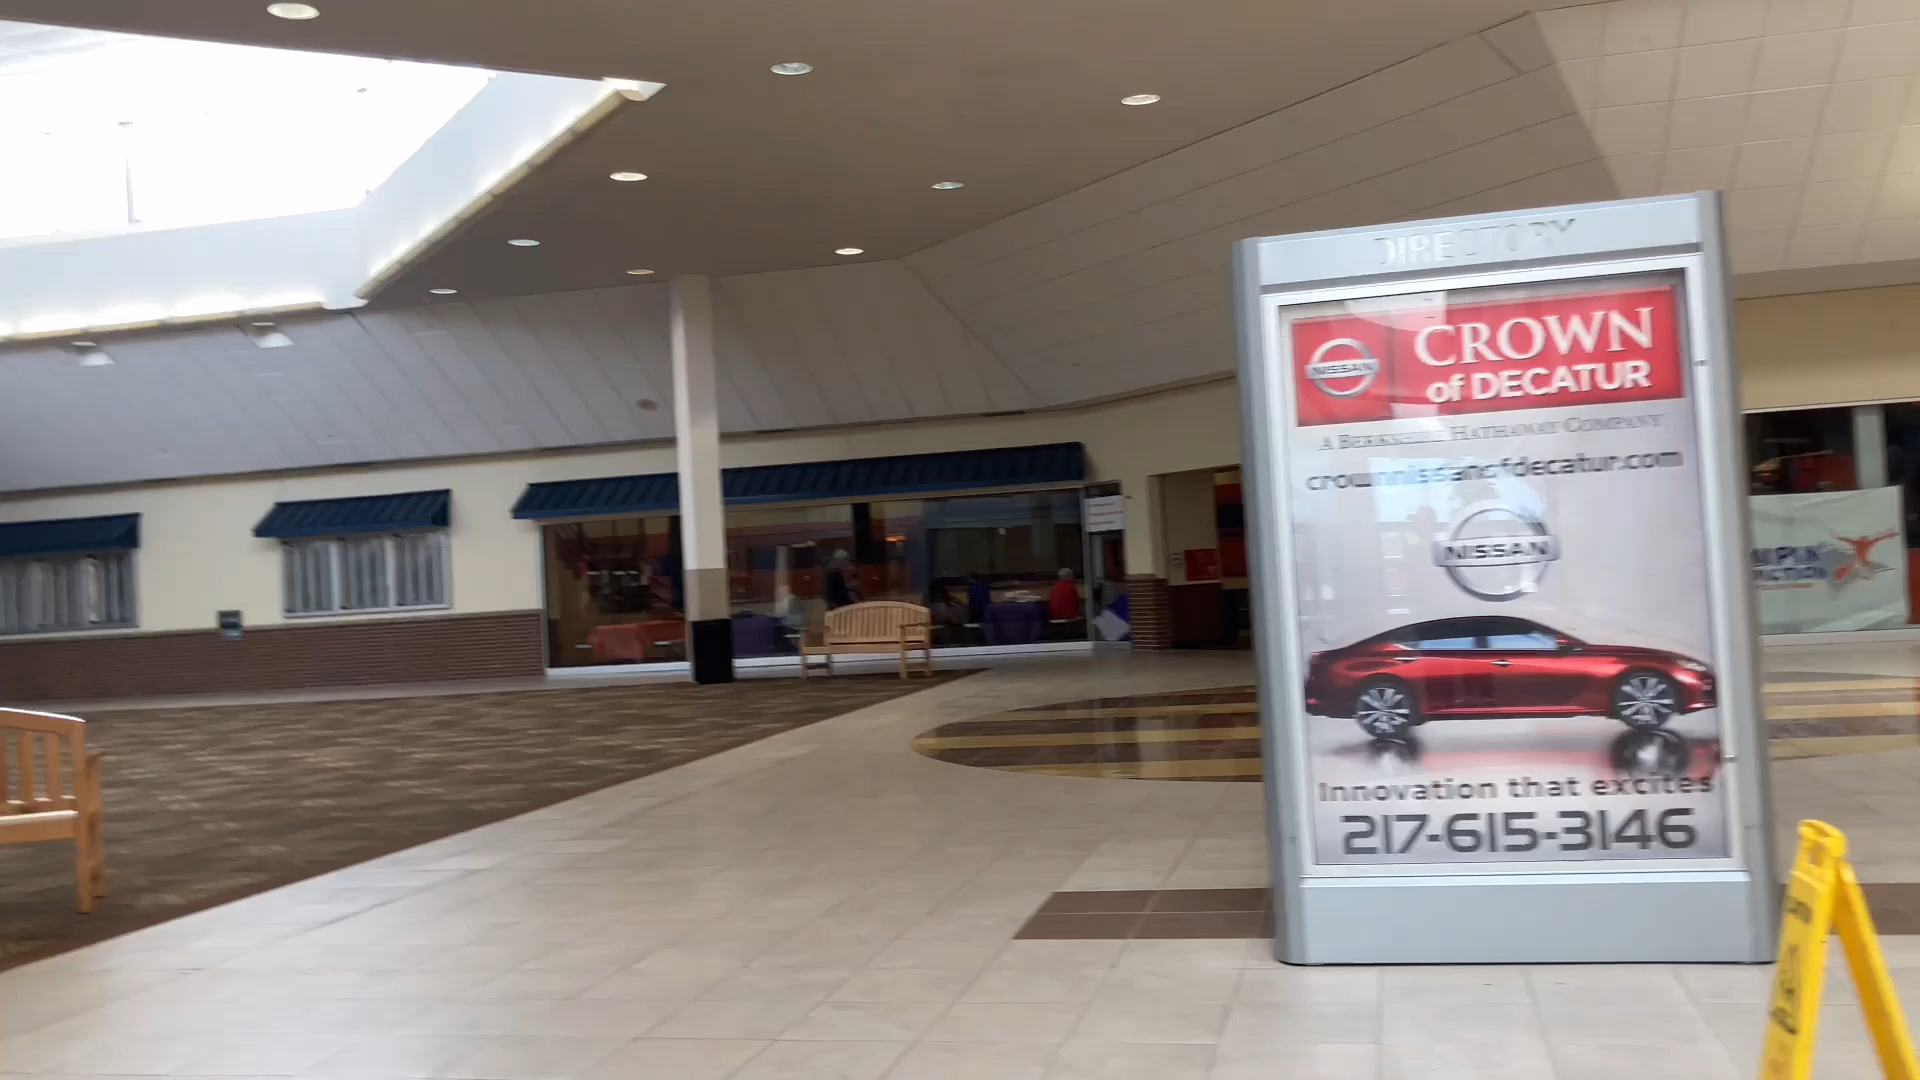 DIRECTORY
NISSAN
CROWN
of DECATUR
A BERKSHIRE HATHAWAY COMPANY
crownnissanofdecatur.com
NISSAN
Innovation that excites
217-615-3146